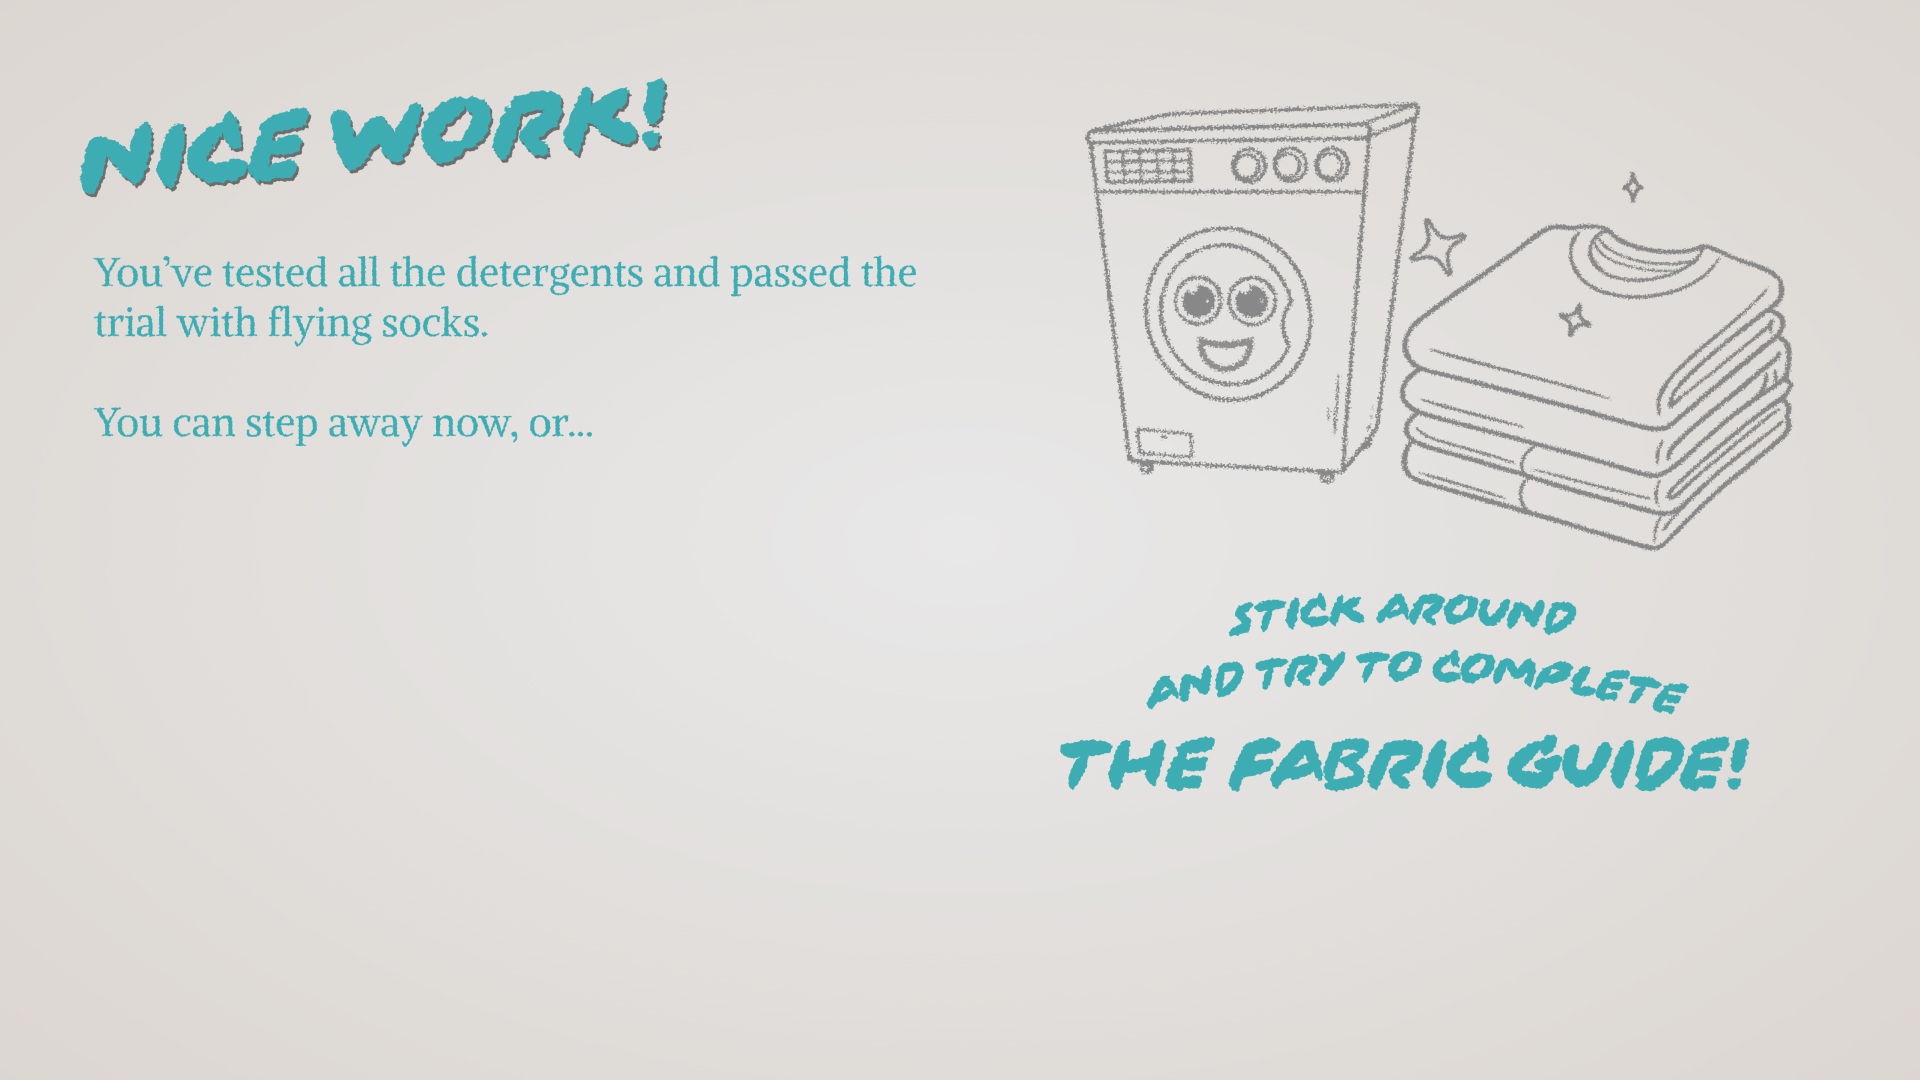 NICE WORK!
You’ve tested all the detergents and passed the
trial with flying socks.
You can step away now, or...
STICK AROUND
AND TRY TO COMPLETE
THE FABRIC GUIDE!